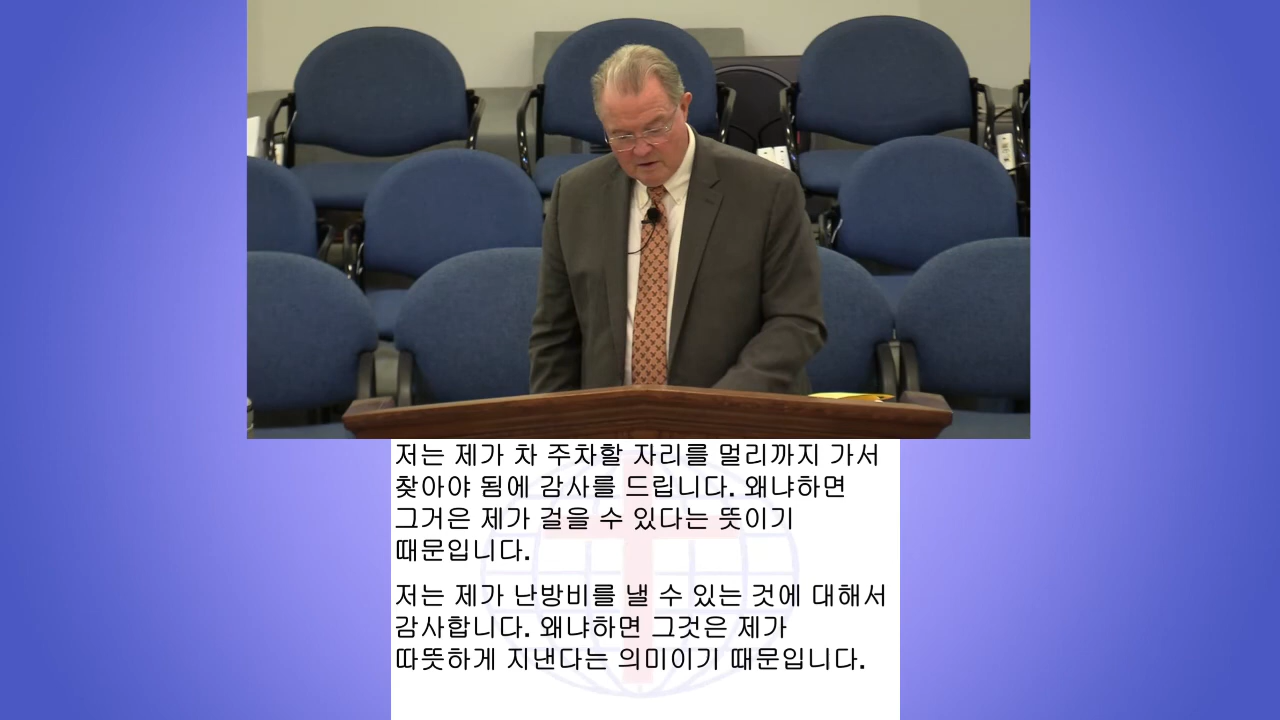 저는 제가 차 주차할 자리를 멀리까지 가서
찾아야 됨에 감사를 드립니다. 왜냐하면
그거은 제가 걸을 수 있다는 뜻이기
때문입니다.
저는 제가 난방비를 낼 수 있는 것에 대해서
감사합니다. 왜냐하면 그것은 제가
따뜻하게 지낸다는 의미이기 때문입니다.